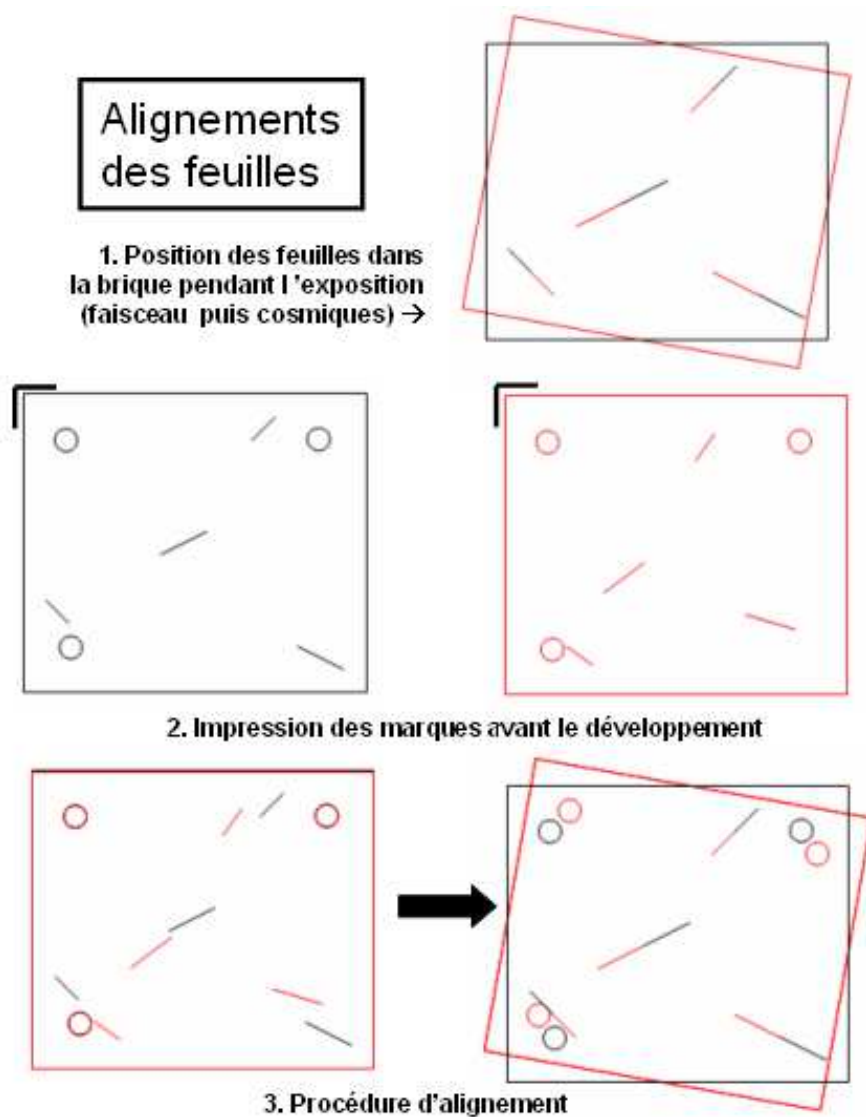 Alignements
des feuilles
1. Position des feuilles dans
la brique pendant l 'exposition
(faisceau puis cosmiques) →
2. Impression des marques avant le développement
3. Procédure d'alignement